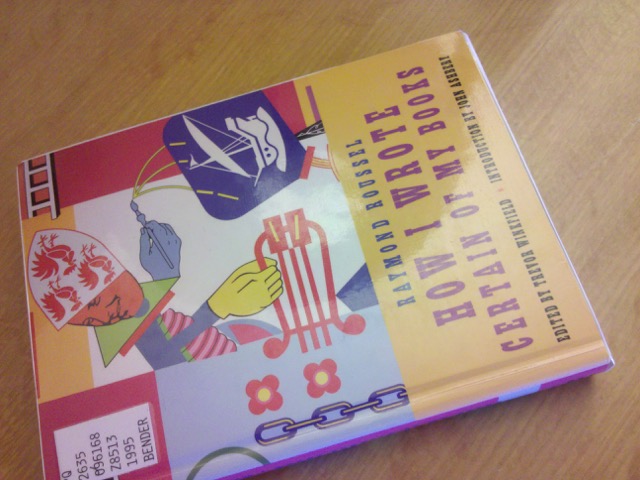 RAYMOND ROUSSEL
HOW I WROTE
CERTAIN OF MY BOOKS
EDITED BY TREVOR WINKFIELD • INTRODUCTION BY JOHN ASHBERY
PQ
2635
O96168
Z8513
1995
BENDER